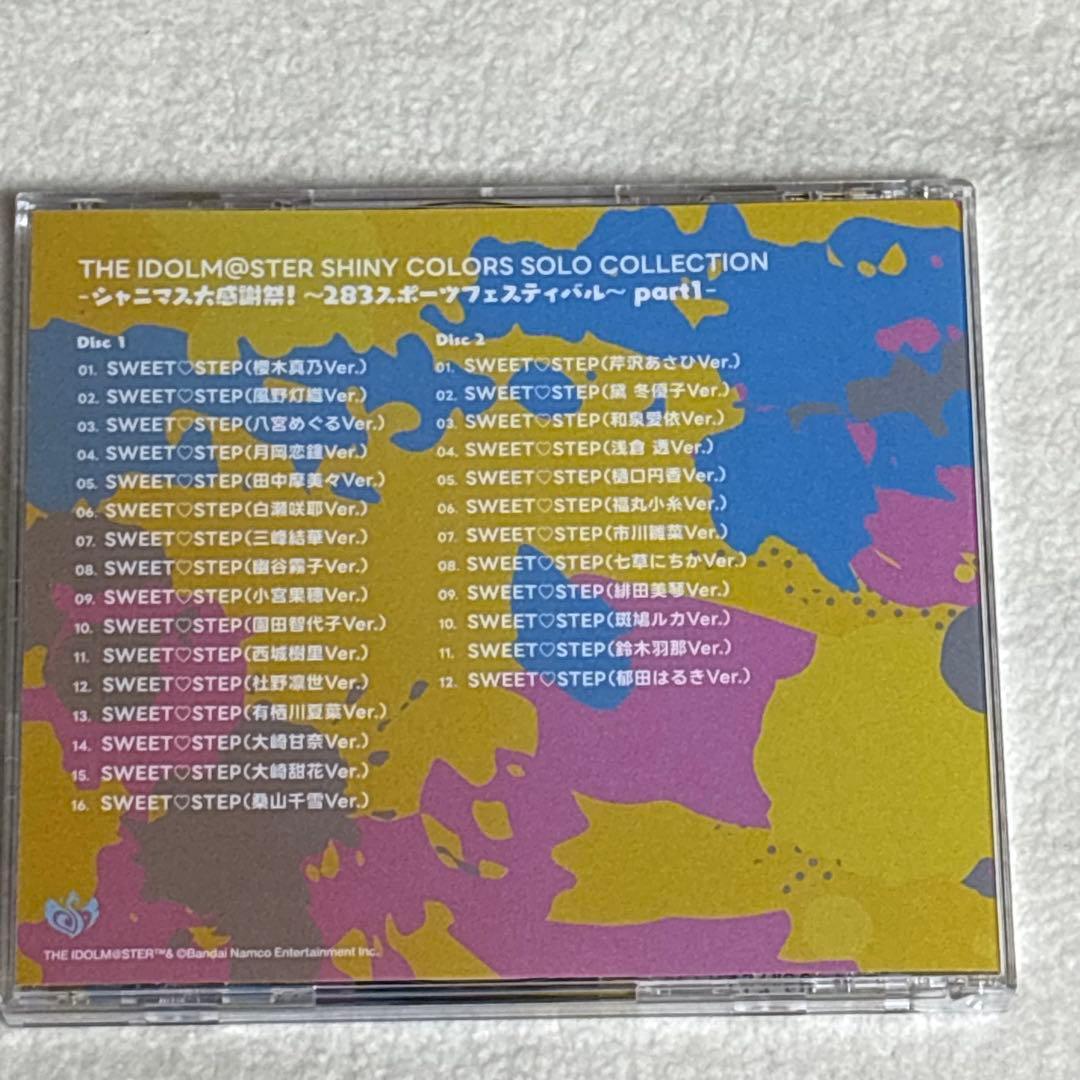 THE IDOLM@STER SHINY COLORS SOLO COLLECTION
-シャニマス大感謝祭! ~283スポーツフェスティバル~ part1-
Disc 1
01. SWEET♡STEP(櫻木真乃Ver.)
02. SWEET♡STEP(風野灯織Ver.)
03. SWEET♡STEP(八宮めぐるVer.)
04. SWEET♡STEP(月岡恋鐘Ver.)
05. SWEET♡STEP(田中摩美々Ver.)
06. SWEET♡STEP(白瀬咲耶Ver.)
07. SWEET♡STEP(三峰結華Ver.)
08. SWEET♡STEP(幽谷霧子Ver.)
09. SWEET♡STEP(小宮果穂Ver.)
10. SWEET♡STEP(園田智代子Ver.)
11. SWEET♡STEP(西城樹里Ver.)
12. SWEET♡STEP(杜野凛世Ver.)
13. SWEET♡STEP(有栖川夏葉Ver.)
14. SWEET♡STEP(大崎甘奈Ver.)
15. SWEET♡STEP(大崎甜花Ver.)
16. SWEET♡STEP(桑山千雪Ver.)
Disc 2
01. SWEET♡STEP(芹沢あさひVer.)
02. SWEET♡STEP(黛 冬優子Ver.)
03. SWEET♡STEP(和泉愛依Ver.)
04. SWEET♡STEP(浅倉 透Ver.)
05. SWEET♡STEP(樋口円香Ver.)
06. SWEET♡STEP(福丸小糸Ver.)
07. SWEET♡STEP(市川雛菜Ver.)
08. SWEET♡STEP(七草にちかVer.)
09. SWEET♡STEP(緋田美琴Ver.)
10. SWEET♡STEP(斑鳩ルカVer.)
11. SWEET♡STEP(鈴木羽那Ver.)
12. SWEET♡STEP(郁田はるきVer.)
THE IDOLM@STER™& ©Bandai Namco Entertainment Inc.